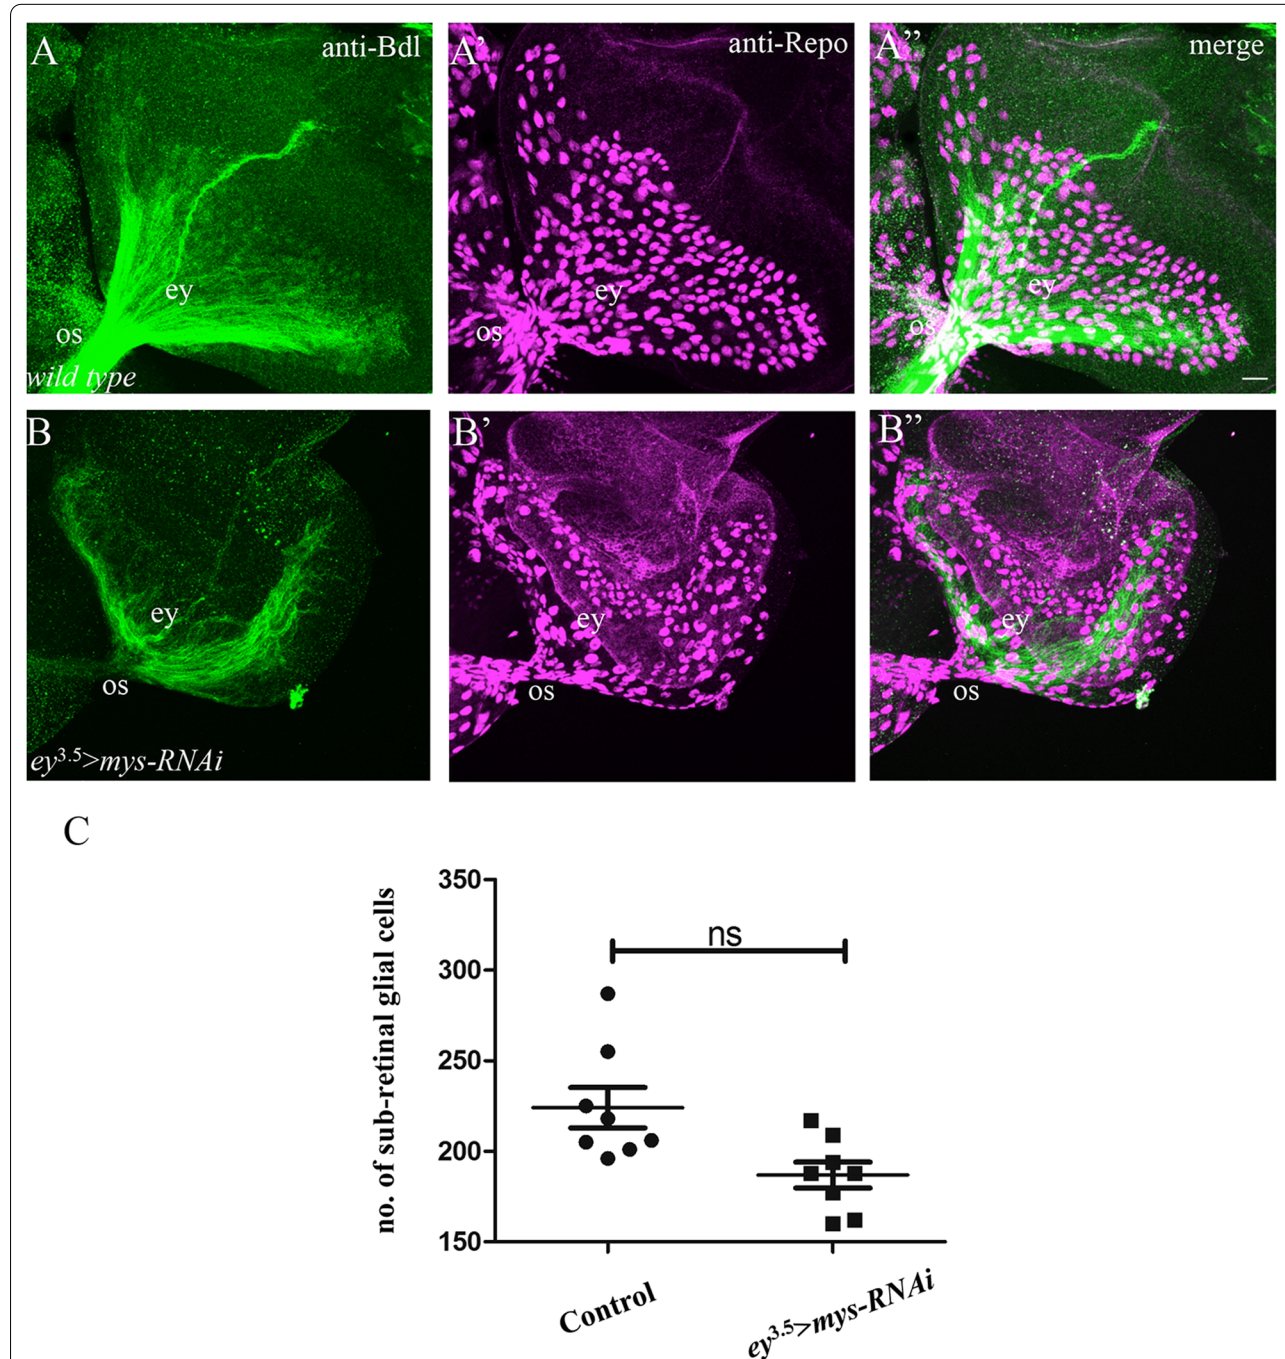 A anti-Bdl
ey
os
wild type
A’ anti-Repo
ey
os
A” merge
ey
os
B
ey
os
ey3.5>mys-RNAi
B’
ey
os
B”
ey
os
C
no. of sub-retinal glial cells
350
300
250
200
150
ns
Control
ey3.5>mys-RNAi